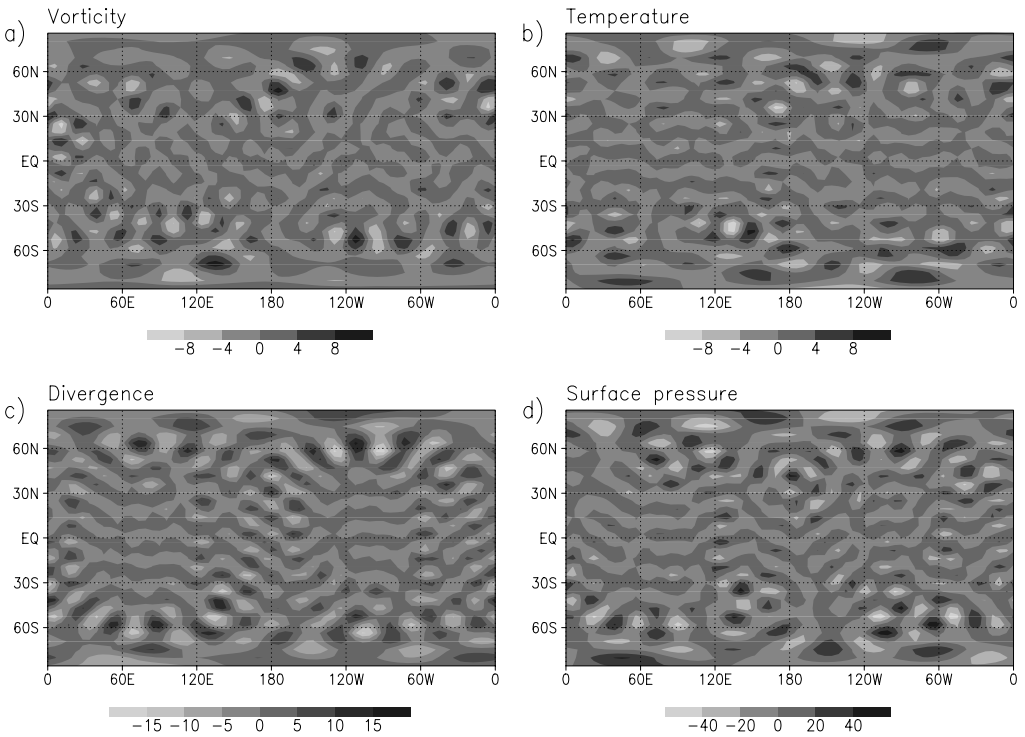 a) Vorticity
60N
30N
EQ
30S
60S
0 60E 120E 180 120W 60W 0
−8 −4 0 4 8
b) Temperature
60N
30N
EQ
30S
60S
0 60E 120E 180 120W 60W 0
−8 −4 0 4 8
c) Divergence
60N
30N
EQ
30S
60S
0 60E 120E 180 120W 60W 0
−15 −10 −5 0 5 10 15
d) Surface pressure
60N
30N
EQ
30S
60S
0 60E 120E 180 120W 60W 0
−40 −20 0 20 40